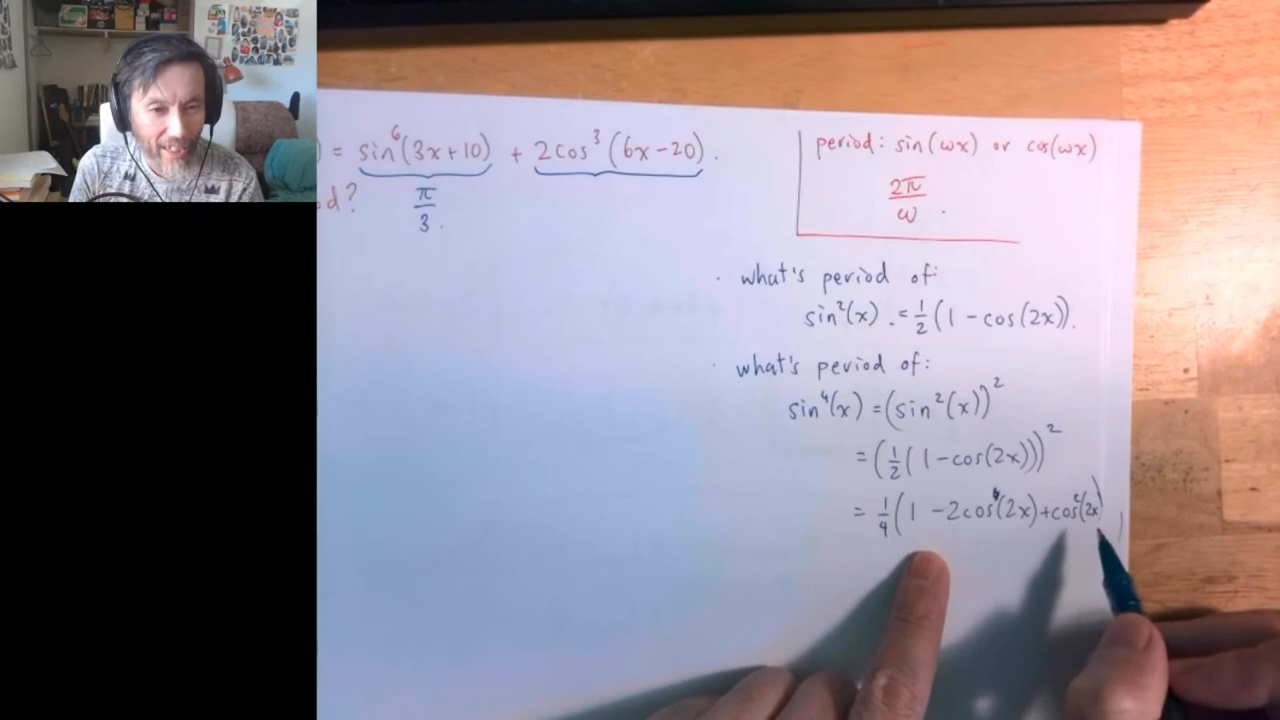 ) = sin⁶(3x+10) + 2cos³(6x-20).
d? π/3.
period: sin(ωx) or cos(ωx)
2π/ω.
· what's period of:
sin²(x). = 1/2(1 - cos(2x)).
· what's period of:
sin⁴(x) = (sin²(x))²
= (1/2(1-cos(2x)))²
= 1/4(1 -2cos(2x)+cos²(2x)